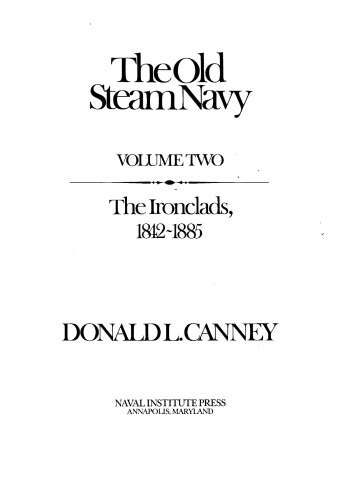 The Old
Steam Navy
VOLUME TWO
The Ironclads,
1842~1885
DONALD L. CANNEY
NAVAL INSTITUTE PRESS
ANNAPOLIS, MARYLAND